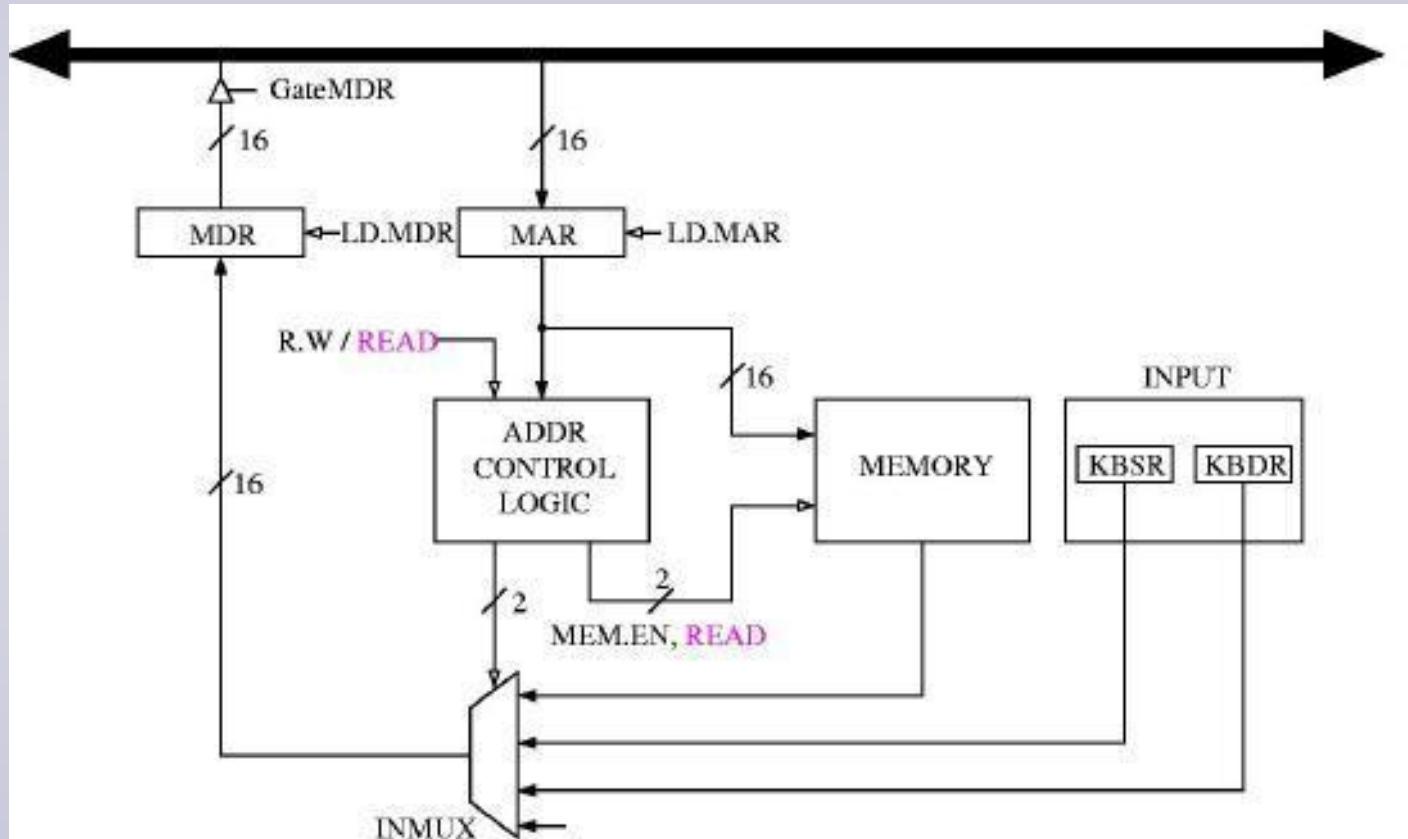 GateMDR
16
16
MDR
LD.MDR
MAR
LD.MAR
R.W / READ
16
INPUT
ADDR
CONTROL
LOGIC
MEMORY
KBSR
KBDR
16
2
2
MEM.EN, READ
INMUX